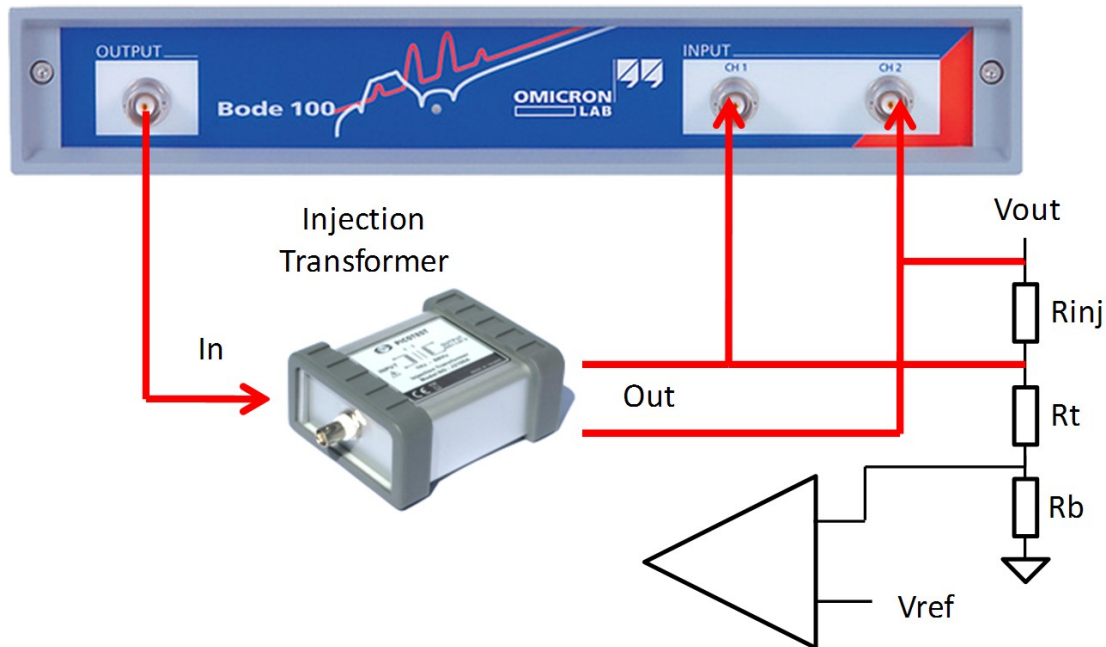 OUTPUT
INPUT
CH 1
CH 2
Bode 100
OMICRON
LAB
Vout
Injection
Transformer
Rinj
In
PICOTEST
Out
Rt
Rb
Vref